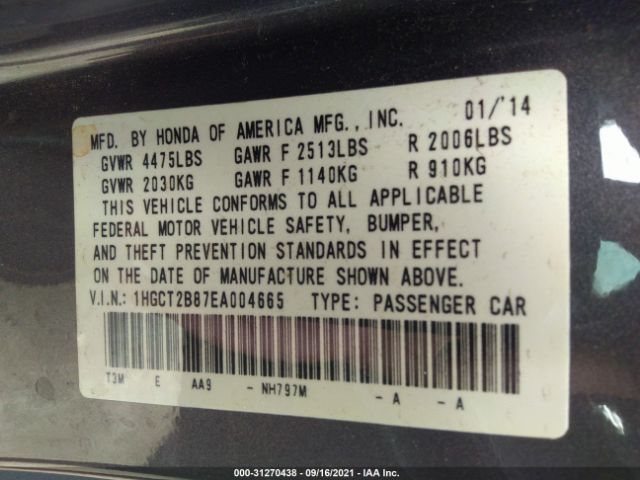 MFD. BY HONDA OF AMERICA MFG., INC. 01/'14
GVWR 4475LBS GAWR F 2513LBS R 2006LBS
GVWR 2030KG GAWR F 1140KG R 910KG
THIS VEHICLE CONFORMS TO ALL APPLICABLE
FEDERAL MOTOR VEHICLE SAFETY, BUMPER,
AND THEFT PREVENTION STANDARDS IN EFFECT
ON THE DATE OF MANUFACTURE SHOWN ABOVE.
V.I.N.: 1HGCT2B87EA004665 TYPE: PASSENGER CAR
T3M E AA9 - NH797M - A - A
000-31270438 - 09/16/2021 - IAA Inc.